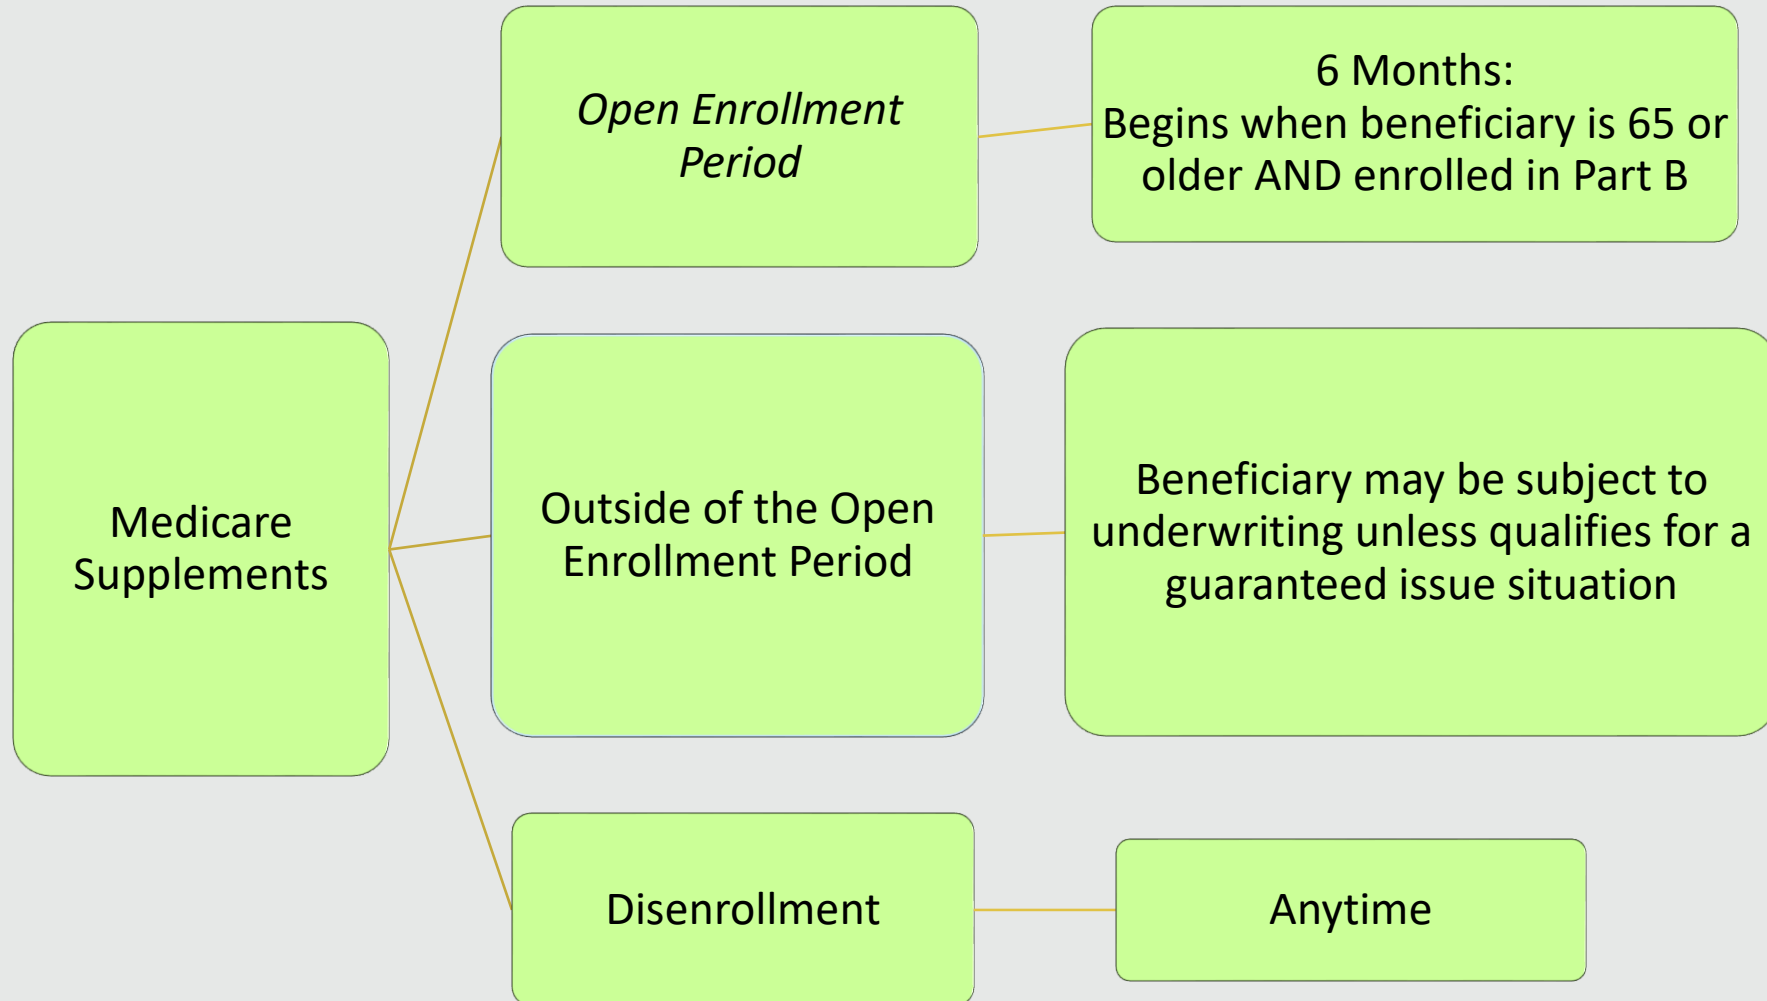 Medicare
Supplements
Open Enrollment
Period
6 Months:
Begins when beneficiary is 65 or
older AND enrolled in Part B
Outside of the Open
Enrollment Period
Beneficiary may be subject to
underwriting unless qualifies for a
guaranteed issue situation
Disenrollment
Anytime